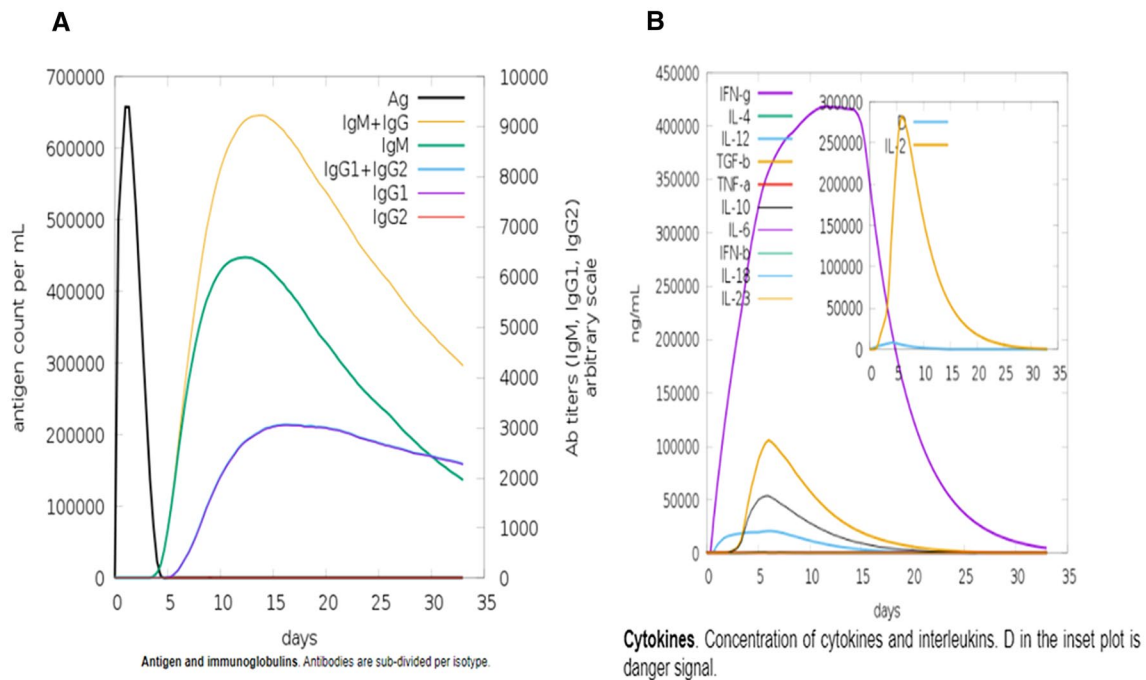 A
700000
600000
500000
400000
300000
200000
100000
0
antigen count per mL
0 5 10 15 20 25 30 35
days
10000
9000
8000
7000
6000
5000
4000
3000
2000
1000
0
Ab titers (IgM, IgG1, IgG2)
arbitrary scale
Ag
IgM+IgG
IgM
IgG1+IgG2
IgG1
IgG2
Antigen and immunoglobulins. Antibodies are sub-divided per isotype.
B
450000
400000
350000
300000
250000
200000
150000
100000
50000
0
ng/mL
0 5 10 15 20 25 30 35
days
IFN-g
IL-4
IL-12
TGF-b
TNF-a
IL-10
IL-6
IFN-b
IL-18
IL-23
300000
250000
200000
150000
100000
50000
0
0 5 10 15 20 25 30 35
D
IL-2
Cytokines. Concentration of cytokines and interleukins. D in the inset plot is
danger signal.